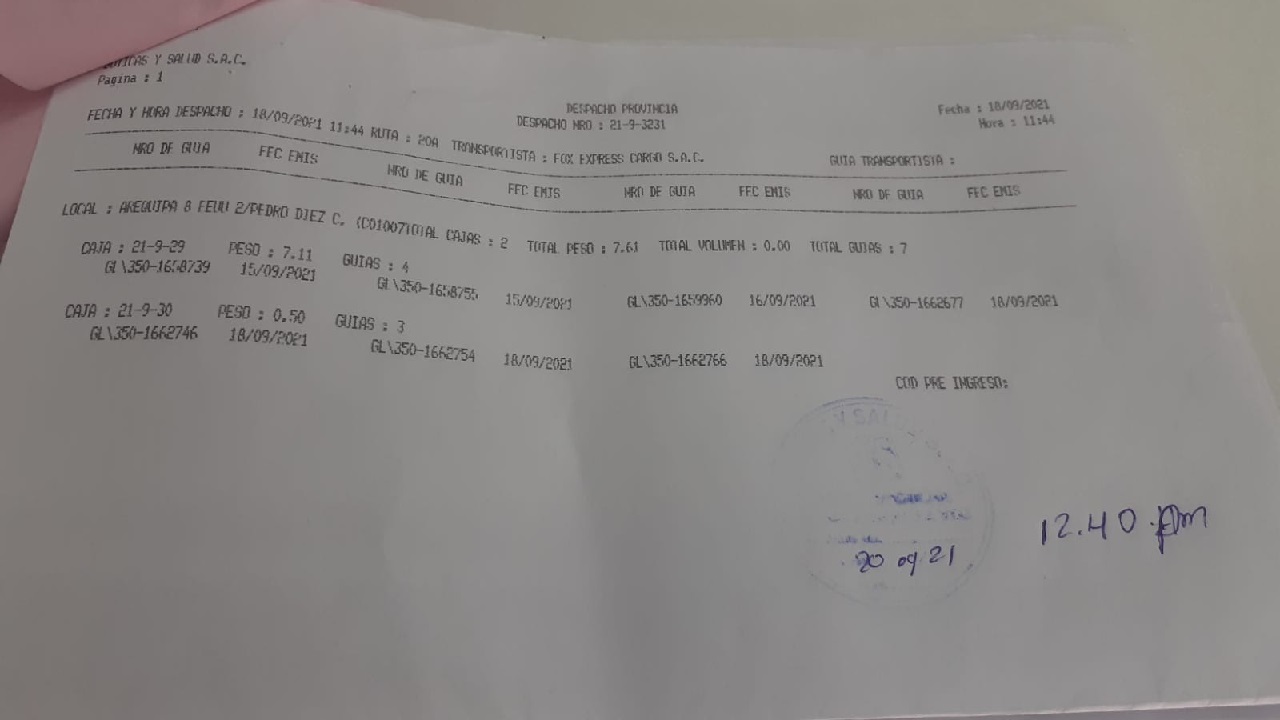 Y SALUD S.A.C.
Pagina : 1
DESPACHO PROVINCIA
Fecha : 18/09/2021
FECHA Y HORA DESPACHO : 18/09/2021 11:44 RUTA : 20A TRANSPORTISTA : FOX EXPRESS CARGO S.A.C.
DESPACHO NRO : 21-9-3231
Hora : 11:44
GUIA TRANSPORTISTA :
NRO DE GUIA FEC EMIS NRO DE GUIA FEC EMIS NRO DE GUIA FEC EMIS NRO DE GUIA FEC EMIS
LOCAL : AREQUIPA 8 2/PEDRO DIEZ C. (CD1007TOTAL CAJAS : 2 TOTAL PESO : 7.61 TOTAL VOLUMEN : 0.00 TOTAL GUIAS : 7
CAJA : 21-9-29 PESO : 7.11 GUIAS : 4
GL\350-1658739 15/09/2021 GL\350-1658755 15/09/2021 GL\350-1659960 16/09/2021 GL\350-1662677 18/09/2021
CAJA : 21-9-30 PESO : 0.50 GUIAS : 3
GL\350-1662746 18/09/2021 GL\350-1662754 18/09/2021 GL\350-1662766 18/09/2021
COD PRE INGRESO:
20 09 21
12.40 pm